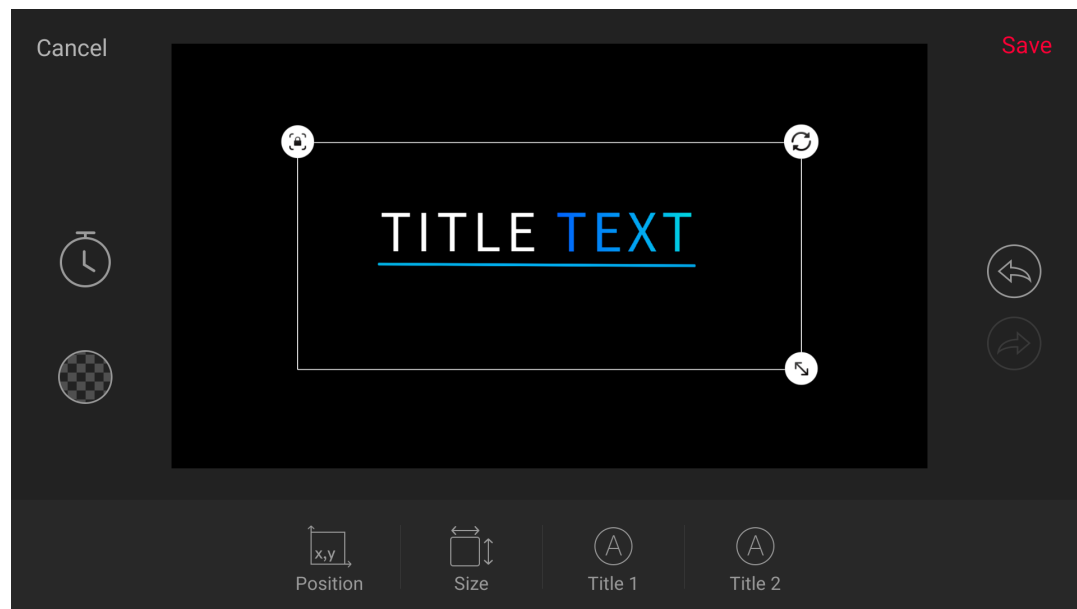 Cancel
Save
TITLE TEXT
x,y
A
A
Position
Size
Title 1
Title 2